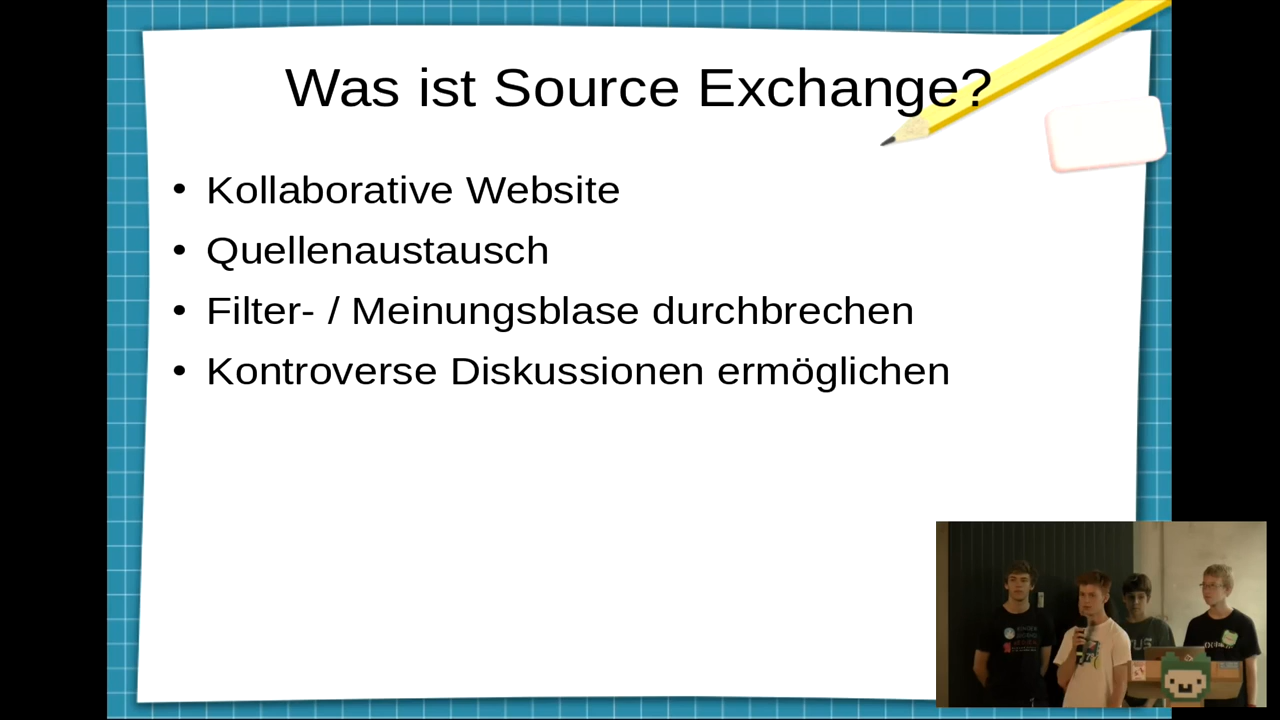 Was ist Source Exchange?
• Kollaborative Website
• Quellenaustausch
• Filter- / Meinungsblase durchbrechen
• Kontroverse Diskussionen ermöglichen